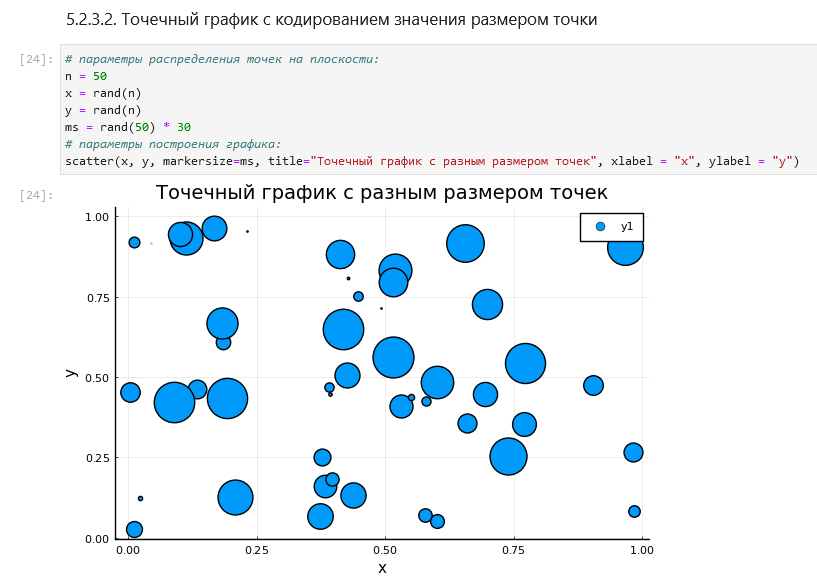 5.2.3.2. Точечный график с кодированием значения размером точки
[24]:
# параметры распределения точек на плоскости:
n = 50
x = rand(n)
y = rand(n)
ms = rand(50) * 30
# параметры построения графика:
scatter(x, y, markersize=ms, title="Точечный график с разным размером точек", xlabel = "x", ylabel = "y")
[24]:
Точечный график с разным размером точек
y1
1.00
0.75
0.50
0.25
0.00
y
0.00 0.25 0.50 0.75 1.00
x